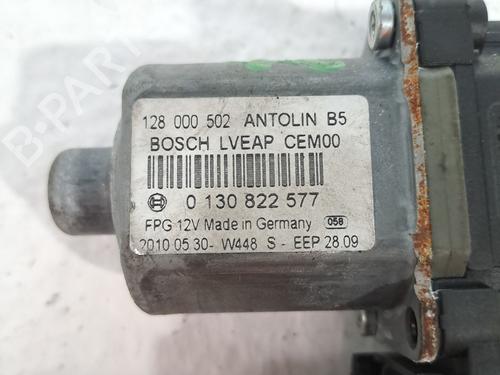 128 000 502 ANTOLIN B5
BOSCH LVEAP CEM00
0 130 822 577
FPG 12V Made in Germany 058
2010 05 30- W448 S - EEP 28 09
B-PARTS